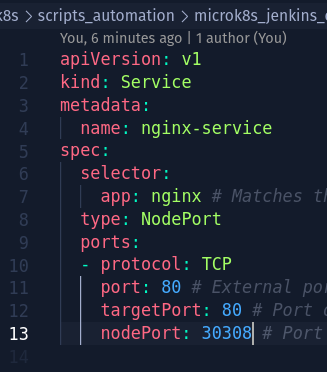 k8s > scripts_automation > microk8s_jenkins_
You, 6 minutes ago | 1 author (You)
1 apiVersion: v1
2 kind: Service
3 metadata:
4 name: nginx-service
5 spec:
6 selector:
7 app: nginx # Matches th
8 type: NodePort
9 ports:
10 - protocol: TCP
11 port: 80 # External por
12 targetPort: 80 # Port
13 nodePort: 30308 # Port
14